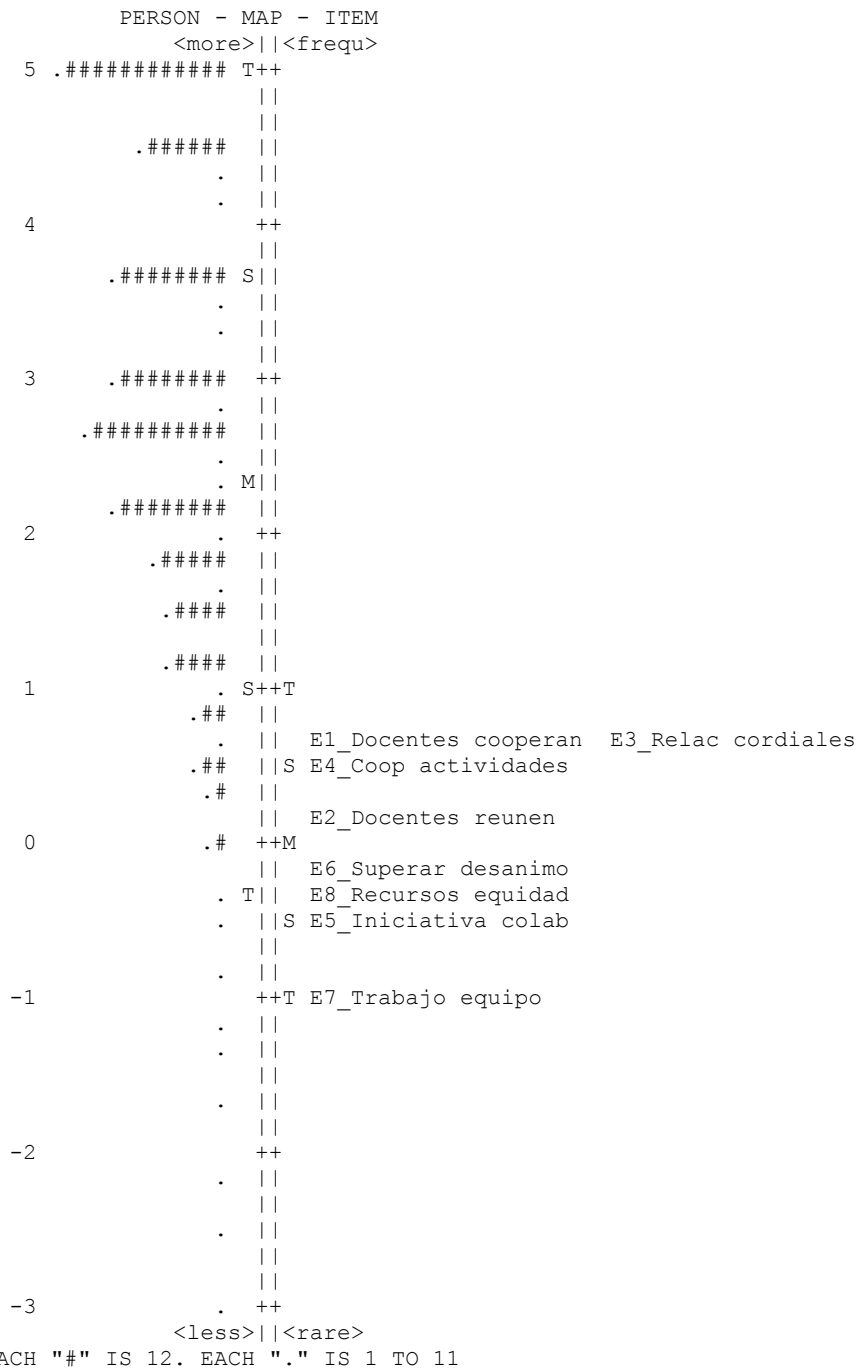 PERSON - MAP - ITEM
<more>||<frequ>
5 .############ T++
||
||
.###### ||
. ||
. ||
4 ++
||
.######## S||
. ||
. ||
||
3 .######## ++
. ||
.########## ||
. ||
. M||
.######## ||
2 . ++
.##### ||
. ||
.#### ||
||
.#### ||
1 . S++T
.## ||
. || E1_Docentes cooperan E3_Relac cordiales
.## ||S E4_Coop actividades
.# ||
|| E2_Docentes reunen
0 .# ++M
|| E6_Superar desanimo
. T|| E8_Recursos equidad
. ||S E5_Iniciativa colab
||
. ||
-1 ++T E7_Trabajo equipo
. ||
. ||
||
. ||
||
-2 ++
. ||
||
. ||
||
||
-3 . ++
<less>||<rare>
ACH "#" IS 12. EACH "." IS 1 TO 11